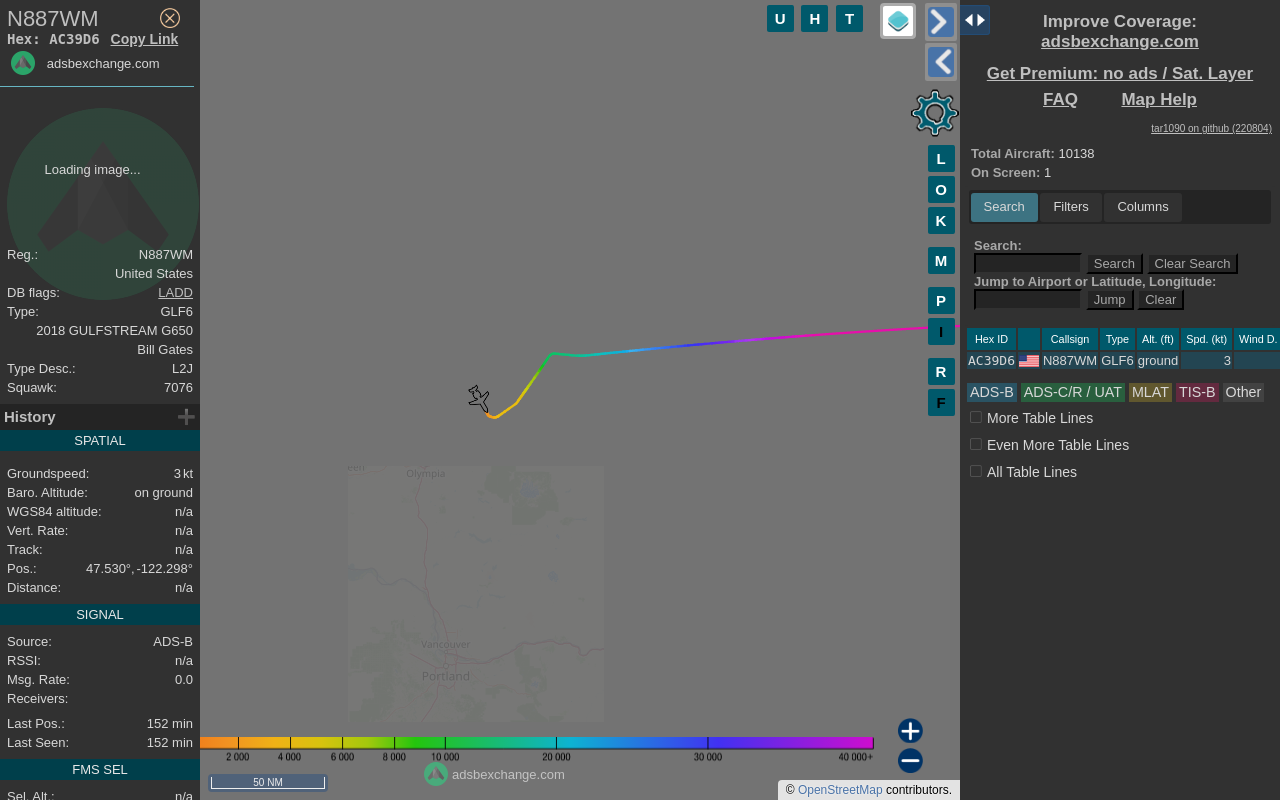 N887WM
Hex: AC39D6 Copy Link
adsbexchange.com
Loading image...
Reg.: N887WM
United States
DB flags: LADD
Type: GLF6
2018 GULFSTREAM G650
Bill Gates
Type Desc.: L2J
Squawk: 7076
History
SPATIAL
Groundspeed: 3 kt
Baro. Altitude: on ground
WGS84 altitude: n/a
Vert. Rate: n/a
Track: n/a
Pos.: 47.530°, -122.298°
Distance: n/a
SIGNAL
Source: ADS-B
RSSI: n/a
Msg. Rate: 0.0
Receivers:
Last Pos.: 152 min
Last Seen: 152 min
FMS SEL
Sel. Alt.: n/a
U H T
L
O
K
M
P
I
R
F
Olympia
Vancouver
Portland
2 000 4 000 6 000 8 000 10 000 20 000 30 000 40 000+
adsbexchange.com
50 NM
© OpenStreetMap contributors.
Improve Coverage:
adsbexchange.com
Get Premium: no ads / Sat. Layer
FAQ Map Help
tar1090 on github (220804)
Total Aircraft: 10138
On Screen: 1
Search Filters Columns
Search:
Search Clear Search
Jump to Airport or Latitude, Longitude:
Jump Clear
Hex ID Callsign Type Alt. (ft) Spd. (kt) Wind D.
AC39D6 N887WM GLF6 ground 3
ADS-B ADS-C/R / UAT MLAT TIS-B Other
More Table Lines
Even More Table Lines
All Table Lines